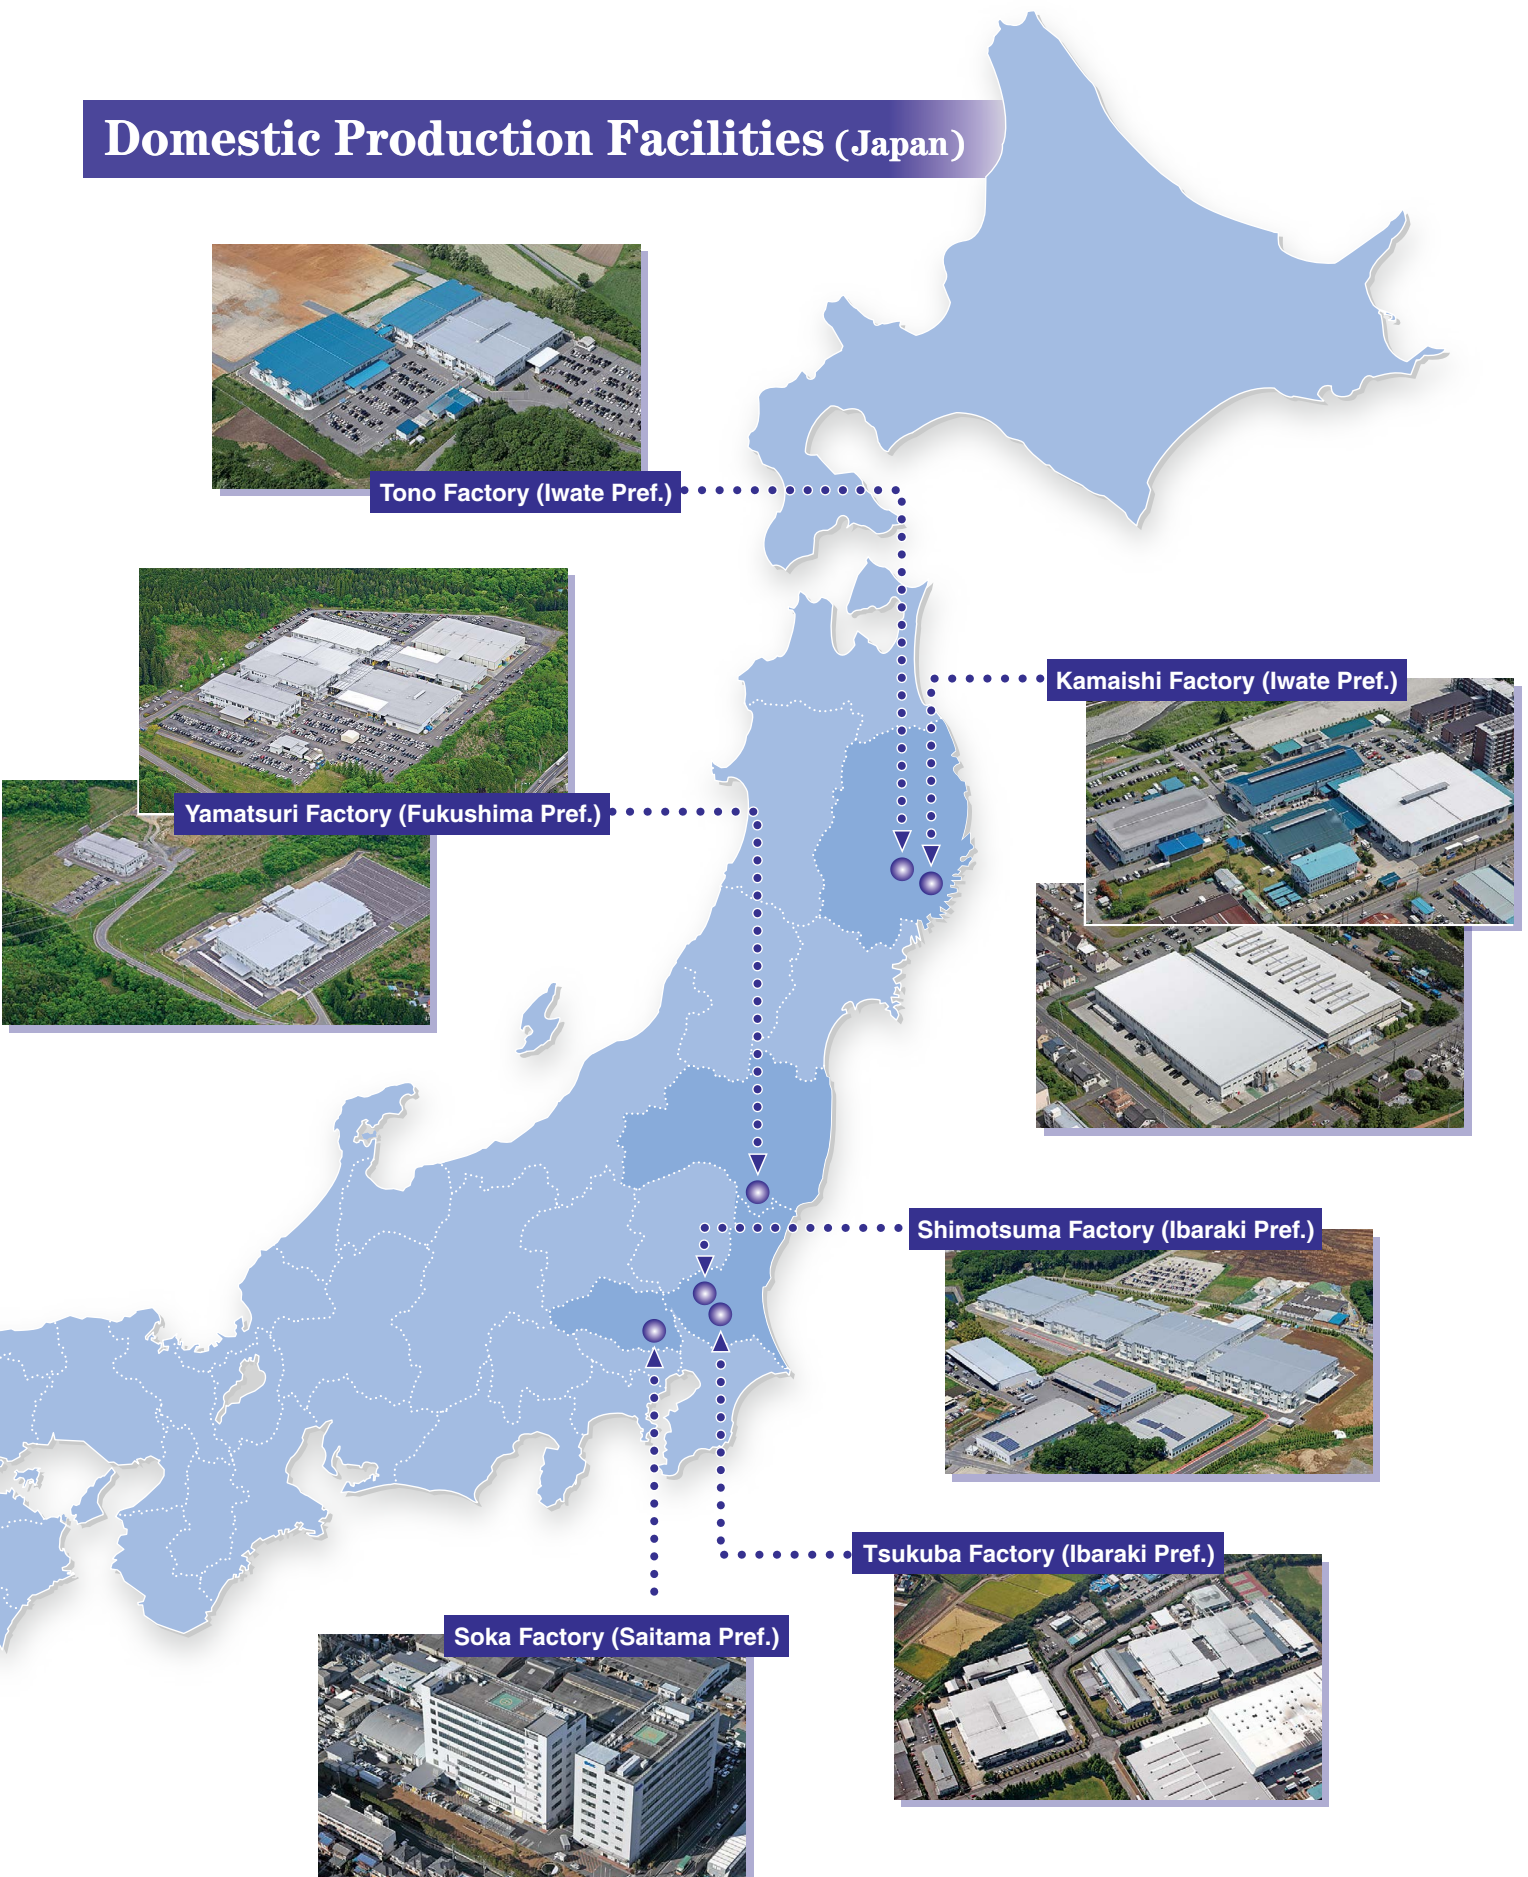 Domestic Production Facilities (Japan)
Tono Factory (Iwate Pref.)
Kamaishi Factory (Iwate Pref.)
Yamatsuri Factory (Fukushima Pref.)
Shimotsuma Factory (Ibaraki Pref.)
Tsukuba Factory (Ibaraki Pref.)
Soka Factory (Saitama Pref.)